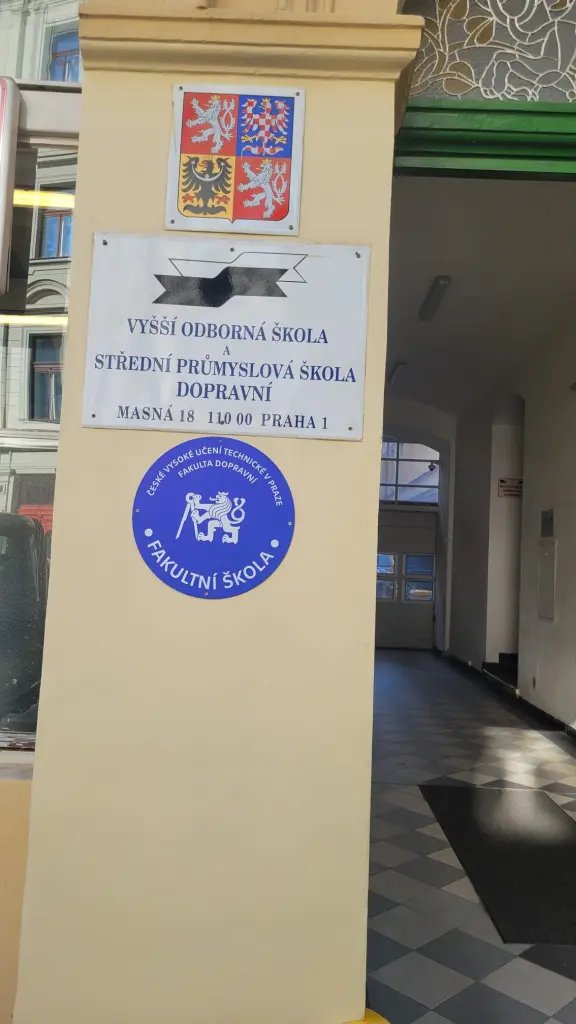 VYŠŠÍ ODBORNÁ ŠKOLA
A
STŘEDNÍ PRŮMYSLOVÁ ŠKOLA
DOPRAVNÍ
MASNÁ 18 110 00 PRAHA 1
ČESKÉ VYSOKÉ UČENÍ TECHNICKÉ V PRAZE
FAKULTA DOPRAVNÍ
• FAKULTNÍ ŠKOLA •